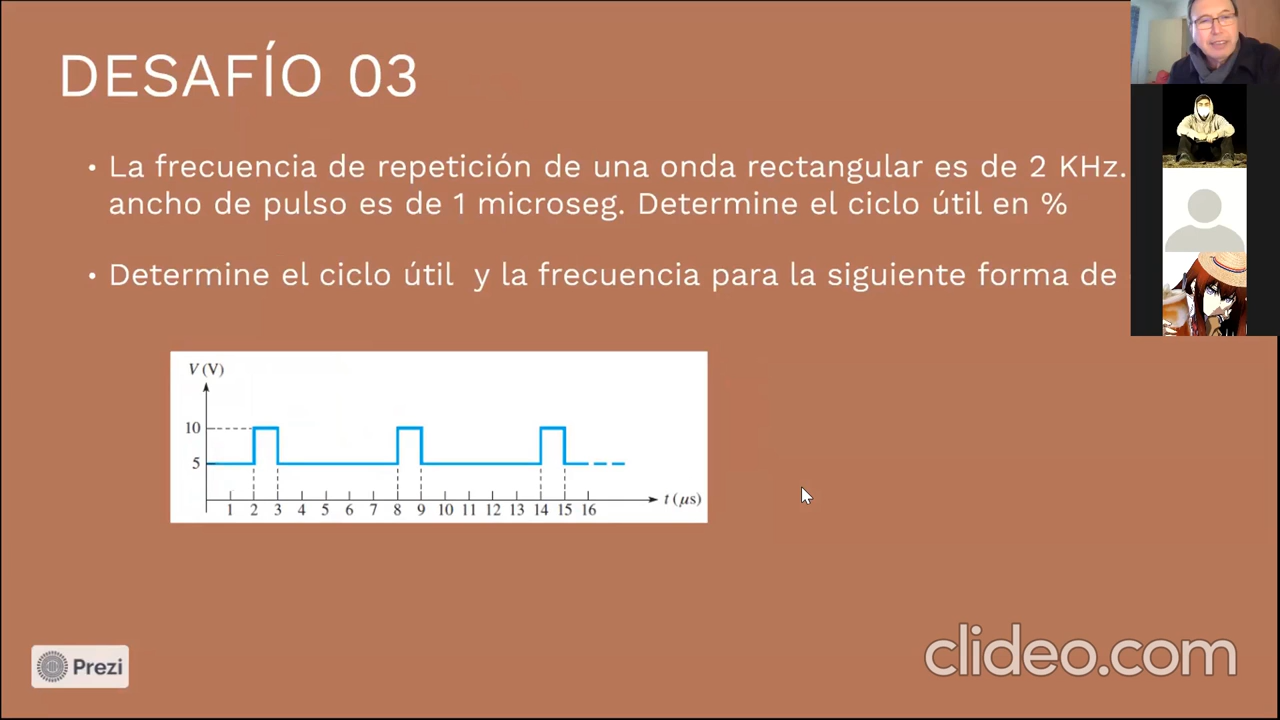 DESAFÍO 03
• La frecuencia de repetición de una onda rectangular es de 2 KHz.
ancho de pulso es de 1 microseg. Determine el ciclo útil en %
• Determine el ciclo útil y la frecuencia para la siguiente forma de
V (V)
10
5
1 2 3 4 5 6 7 8 9 10 11 12 13 14 15 16 t (μs)
Prezi
clideo.com